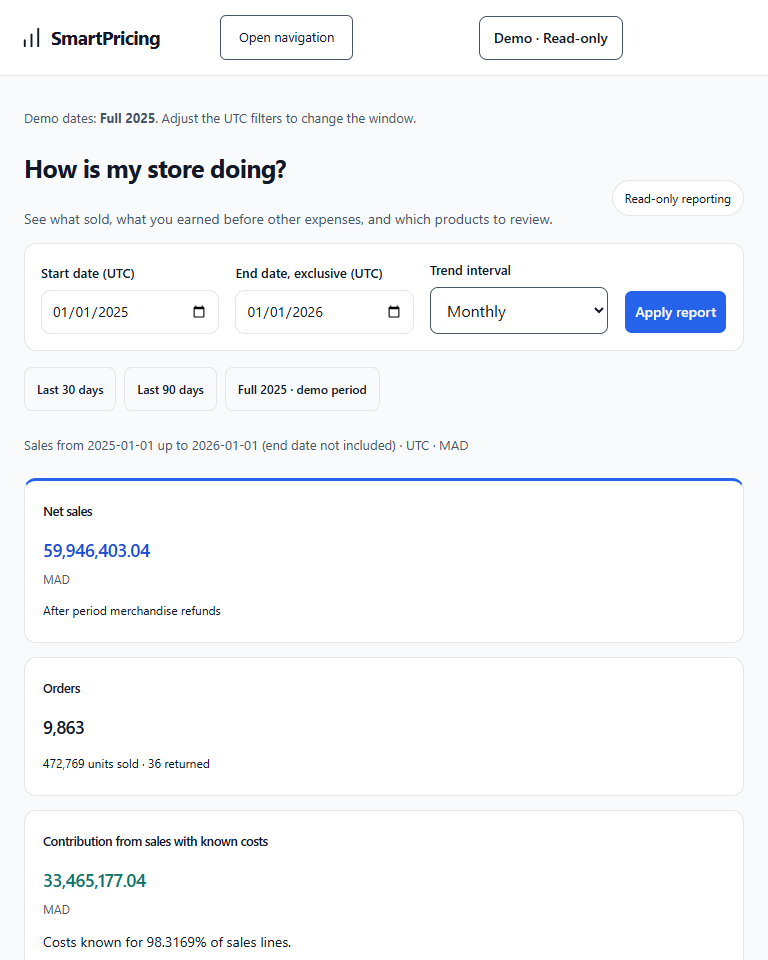 SmartPricing
Open navigation
Demo · Read-only
Demo dates: Full 2025. Adjust the UTC filters to change the window.
How is my store doing?
Read-only reporting
See what sold, what you earned before other expenses, and which products to review.
Start date (UTC)
End date, exclusive (UTC)
Trend interval
01/01/2025
01/01/2026
Monthly
Apply report
Last 30 days
Last 90 days
Full 2025 · demo period
Sales from 2025-01-01 up to 2026-01-01 (end date not included) · UTC · MAD
Net sales
59,946,403.04
MAD
After period merchandise refunds
Orders
9,863
472,769 units sold · 36 returned
Contribution from sales with known costs
33,465,177.04
MAD
Costs known for 98.3169% of sales lines.